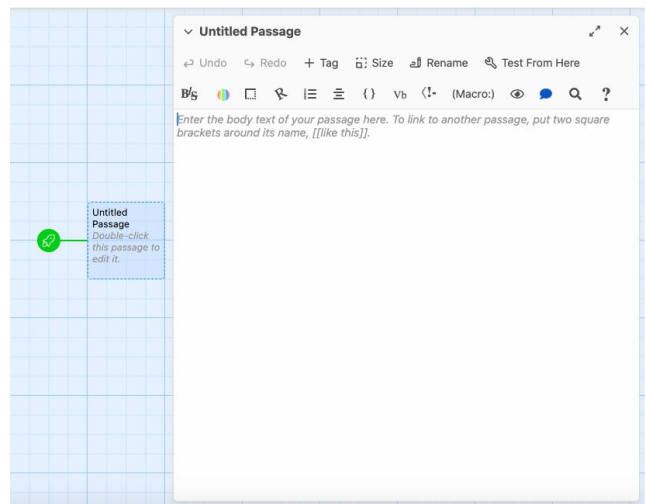 Untitled Passage
Undo Redo + Tag Size Rename Test From Here
B/S Vb <!- (Macro:) ?
Enter the body text of your passage here. To link to another passage, put two square
brackets around its name, [[like this]].
Untitled
Passage
Double-click
this passage to
edit it.